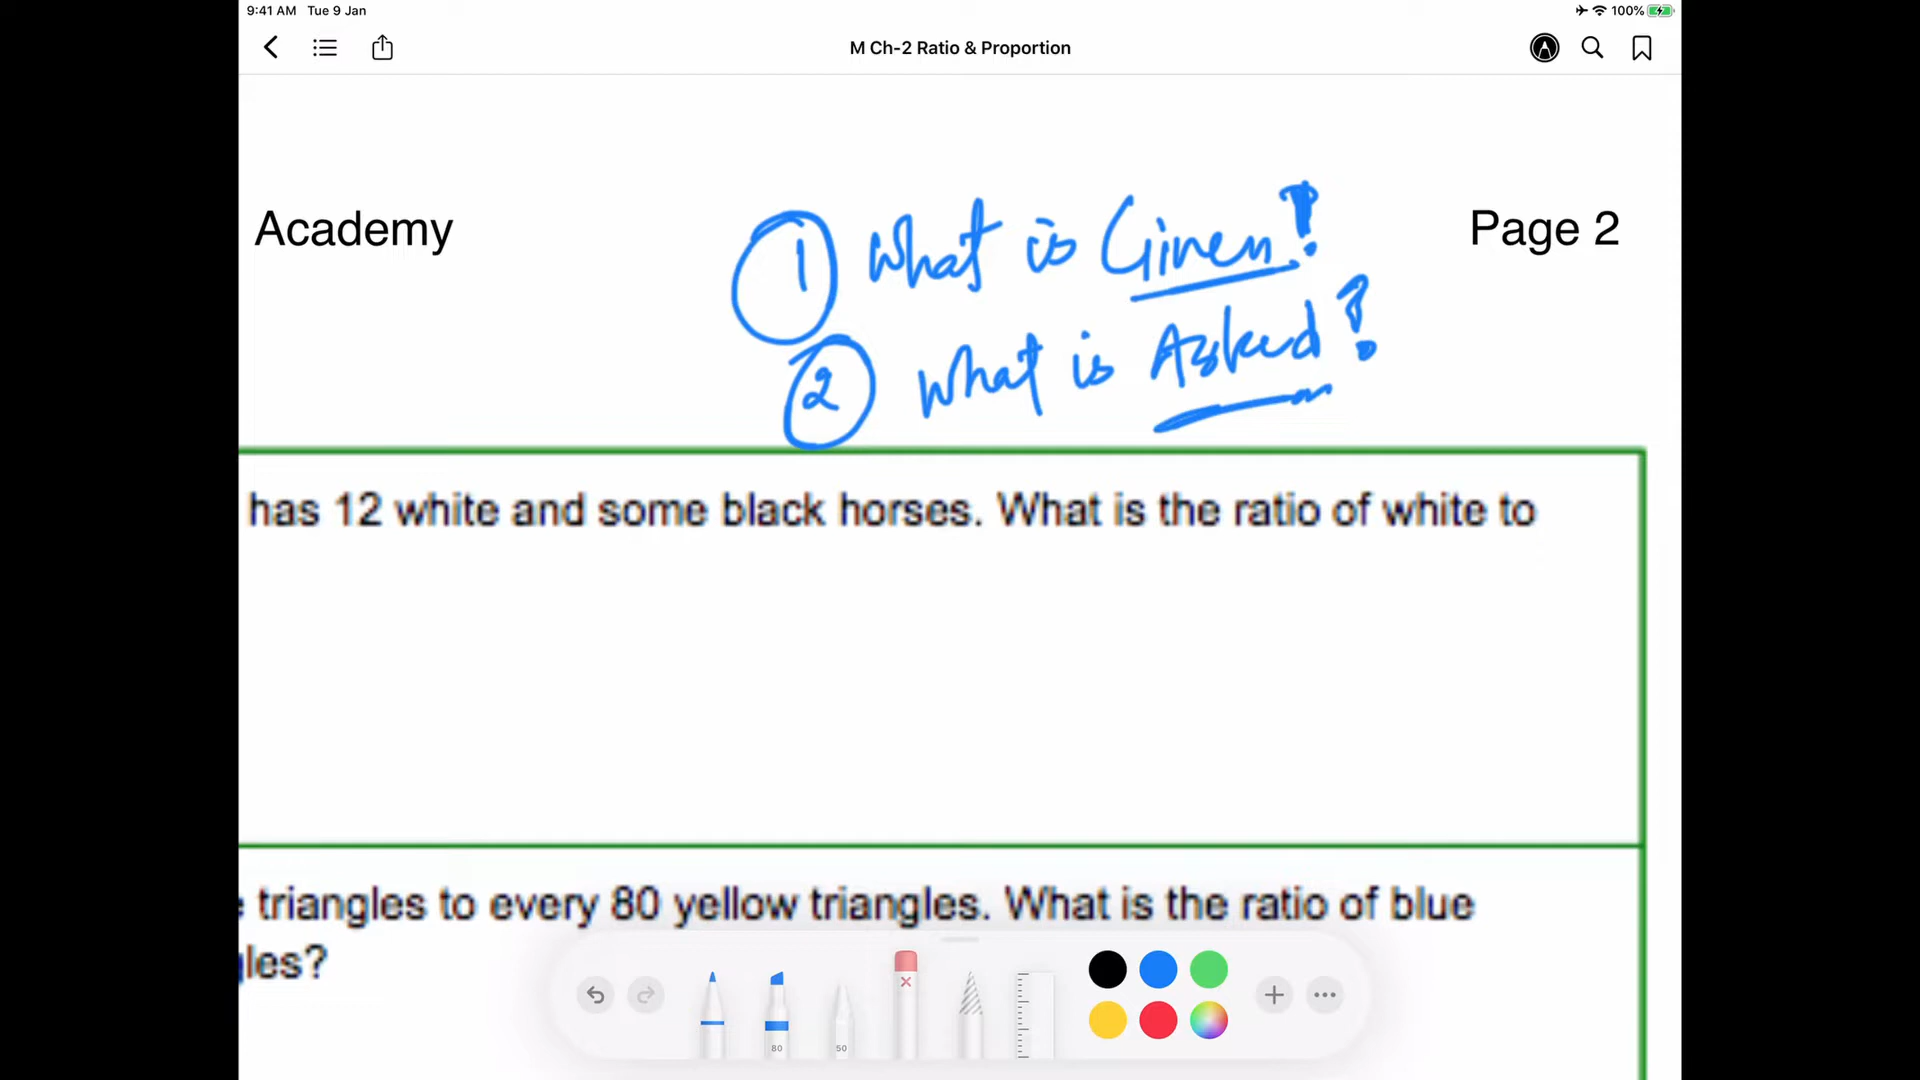 9:41 AM Tue 9 Jan
100%
M Ch-2 Ratio & Proportion
Academy
Page 2
1 What is Given?
2 What is Asked?
has 12 white and some black horses. What is the ratio of white to
triangles to every 80 yellow triangles. What is the ratio of blue
les?
80
50